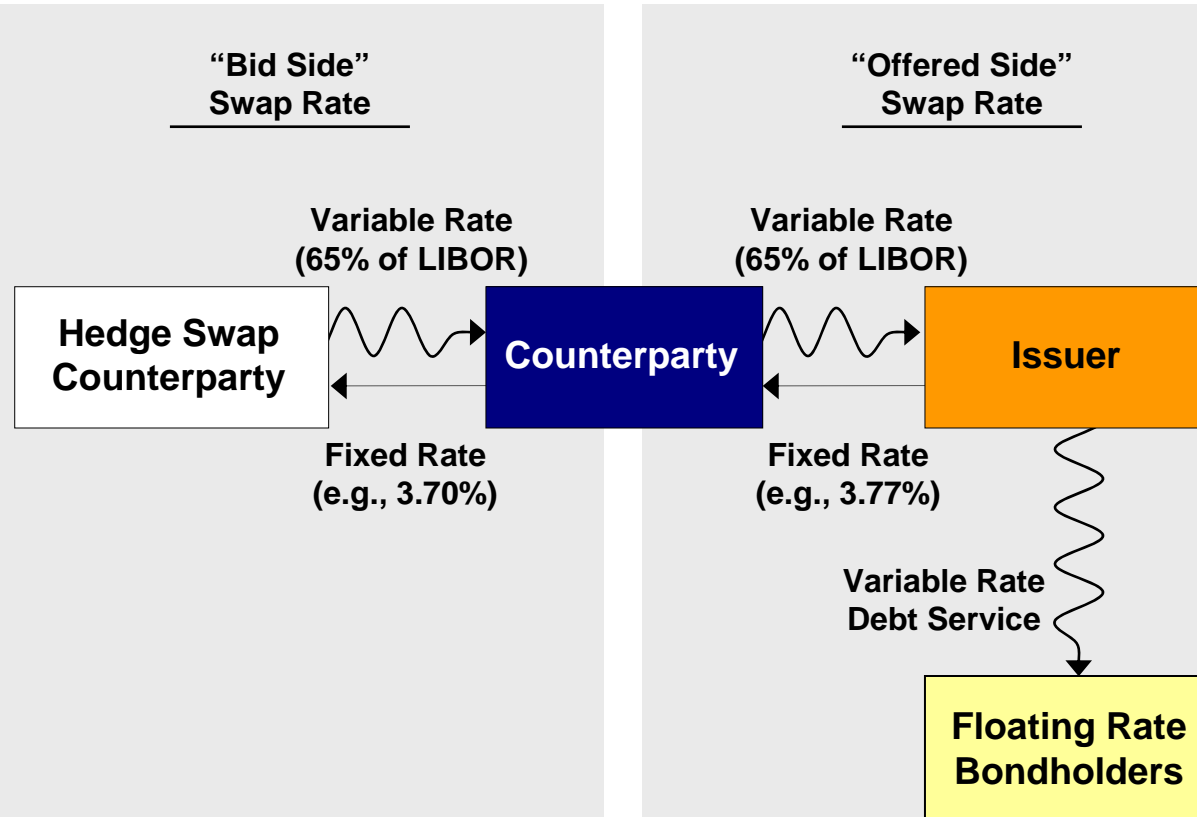 “Bid Side”
Swap Rate
“Offered Side”
Swap Rate
Variable Rate
(65% of LIBOR)
Variable Rate
(65% of LIBOR)
Hedge Swap
Counterparty
Counterparty
Issuer
Fixed Rate
(e.g., 3.70%)
Fixed Rate
(e.g., 3.77%)
Variable Rate
Debt Service
Floating Rate
Bondholders